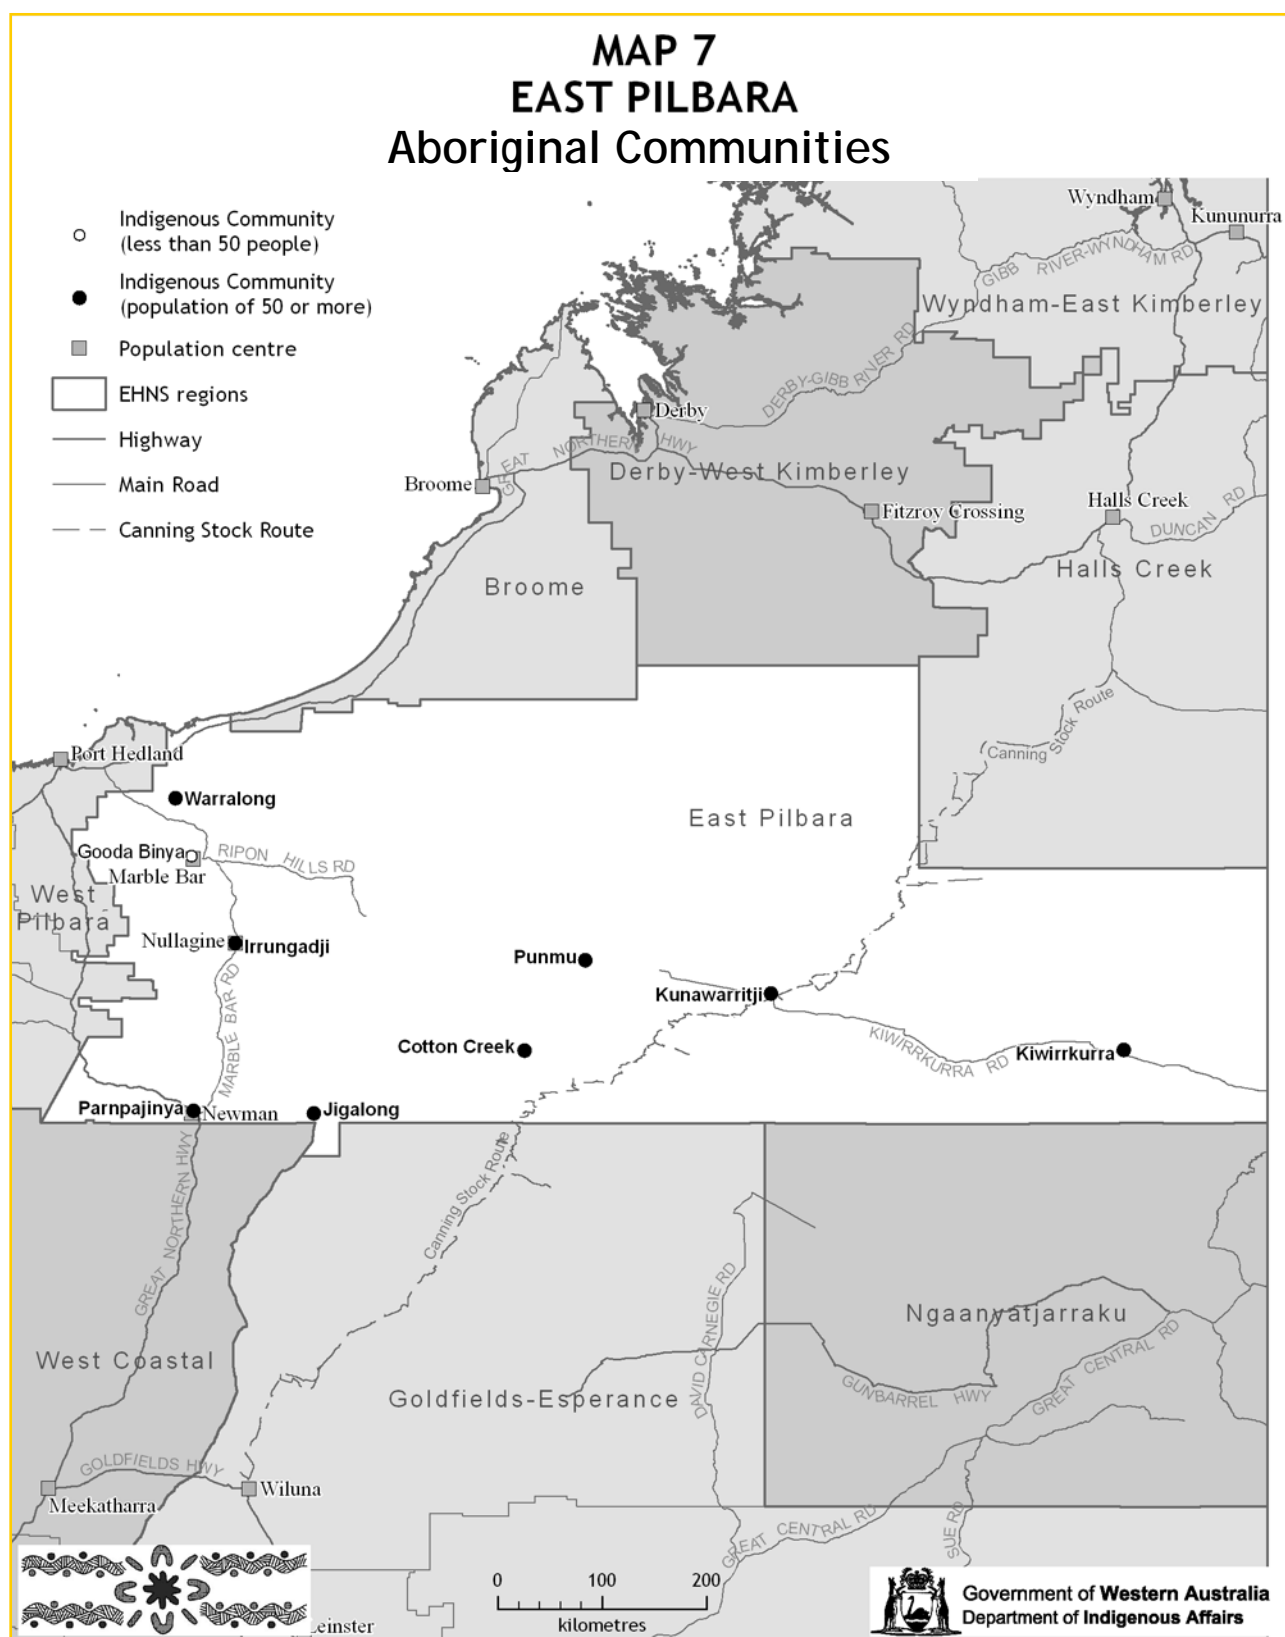 MAP 7
EAST PILBARA
Aboriginal Communities
Indigenous Community
(less than 50 people)
Indigenous Community
(population of 50 or more)
Population centre
EHNS regions
Highway
Main Road
Canning Stock Route
Wyndham
Kununurra
GIBB RIVER-WYNDHAM RD
Wyndham-East Kimberley
DERBY-GIBB RIVER RD
Derby
GREAT NORTHERN HWY
Derby-West Kimberley
Broome
Fitzroy Crossing
Halls Creek
DUNCAN RD
Halls Creek
Broome
Canning Stock Route
Port Hedland
Warralong
East Pilbara
Gooda Binya
RIPON HILLS RD
Marble Bar
West
Pilbara
Nullagine
Irrungadji
Punmu
Kunawarritji
MARBLE BAR RD
Cotton Creek
KIWIRRKURRA RD
Kiwirrkurra
Parnpajinya
Newman
Jigalong
GREAT NORTHERN HWY
Canning Stock Route
DAVID CARNEGIE RD
Ngaanyatjarraku
GREAT CENTRAL RD
West Coastal
Goldfields-Esperance
GUNBARREL HWY
GOLDFIELDS HWY
Wiluna
Meekatharra
GREAT CENTRAL RD
SUE RD
0 100 200
kilometres
Government of Western Australia
Department of Indigenous Affairs
Leinster